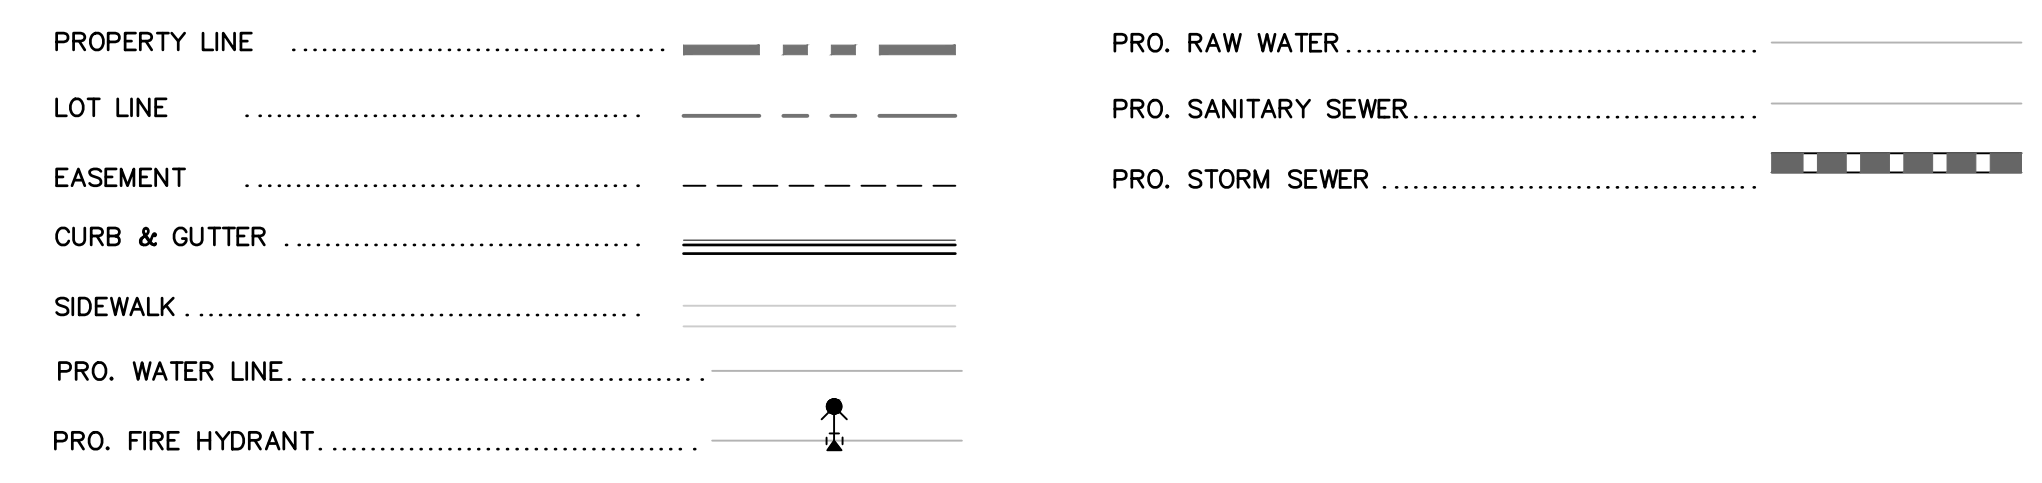 PROPERTY LINE
LOT LINE
EASEMENT
CURB & GUTTER
SIDEWALK
PRO. WATER LINE
PRO. FIRE HYDRANT
PRO. RAW WATER
PRO. SANITARY SEWER
PRO. STORM SEWER